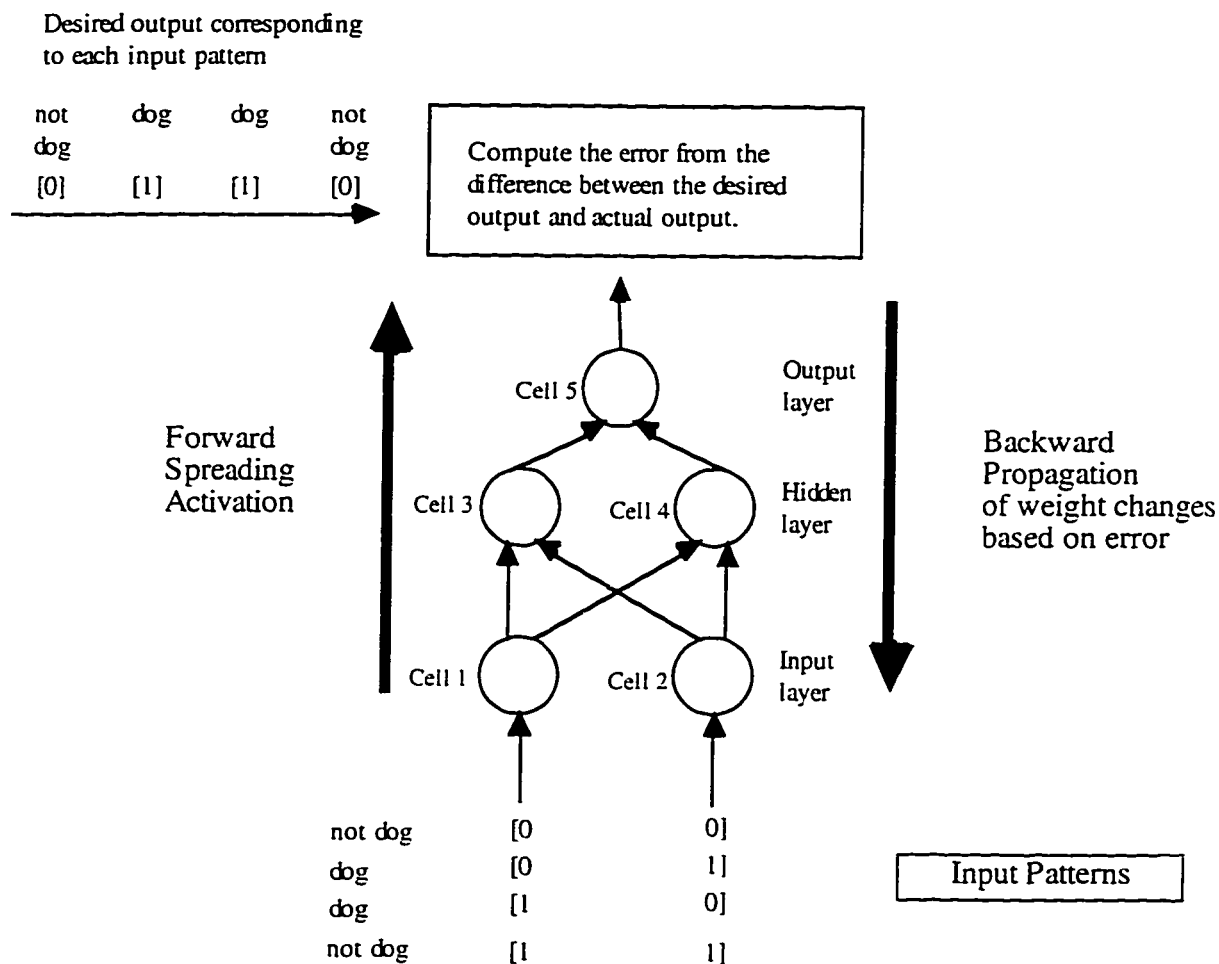 Desired output corresponding
to each input pattern
not dog dog not
dog dog
[0] [1] [1] [0]
Compute the error from the
difference between the desired
output and actual output.
Forward
Spreading
Activation
Cell 5
Output
layer
Cell 3
Cell 4
Hidden
layer
Backward
Propagation
of weight changes
based on error
Cell 1
Cell 2
Input
layer
not dog [0 0]
dog [0 1]
dog [1 0]
not dog [1 1]
Input Patterns